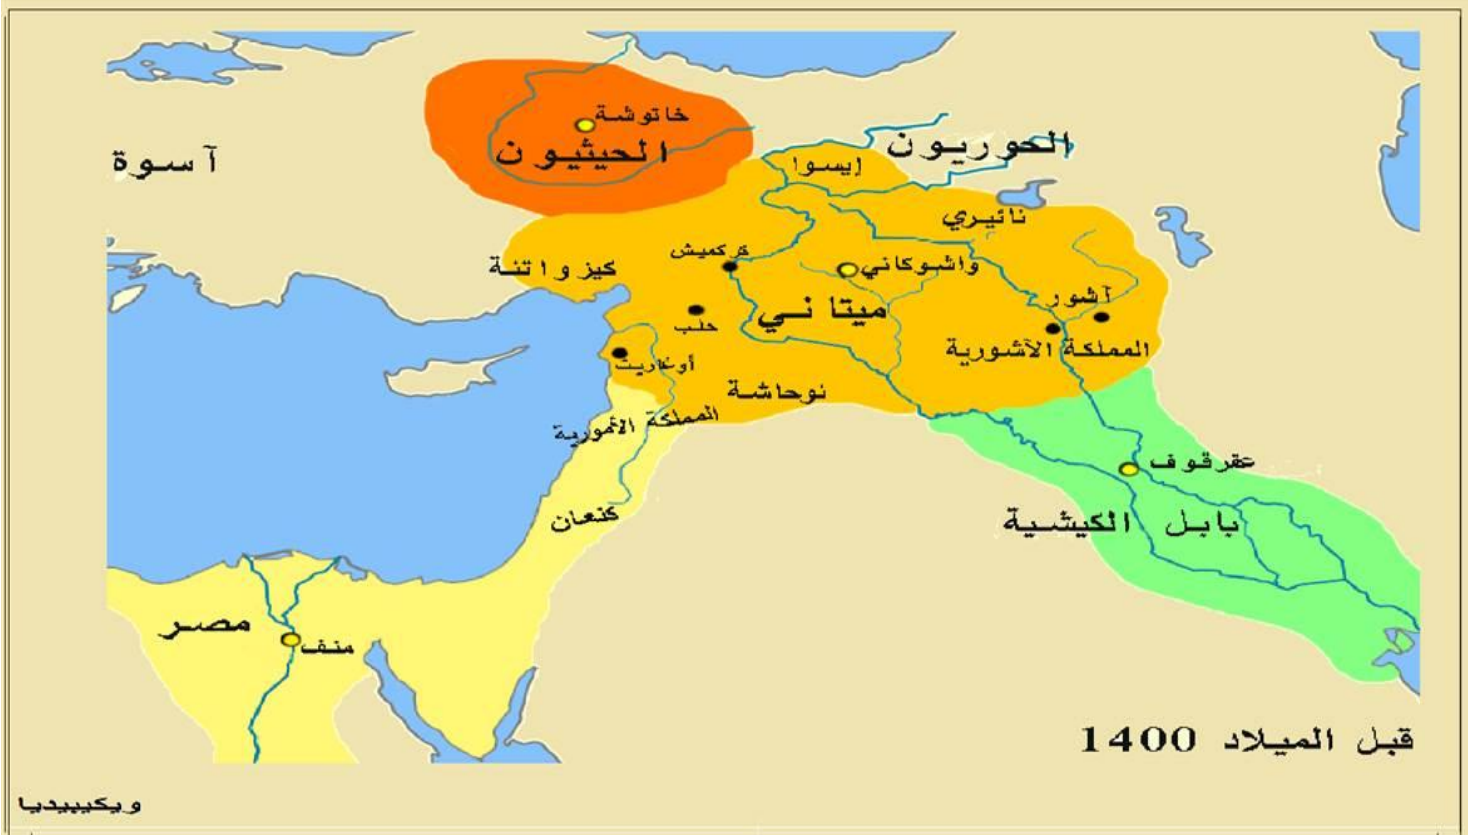 خاتوشة
الحيثيون
آسوة
الحوريون
إيسوا
نائيري
كيزواتنة
قركميش
واشوكاني
آشور
حلب
ميتاني
المملكة الآشورية
أوغاريت
نوحاشة
المملكة الأمورية
عقرقوف
كنعان
بابل الكيشية
مصر
منف
قبل الميلاد 1400
ويكيبيديا